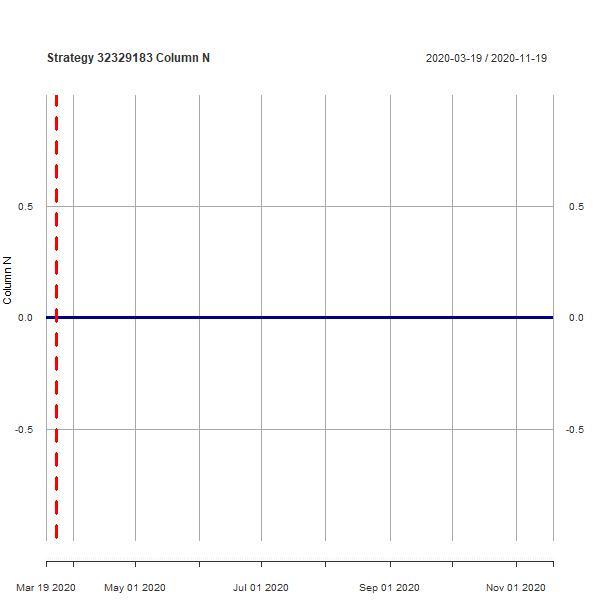 Strategy 32329183 Column N
2020-03-19 / 2020-11-19
0.5
0.5
Column N
0.0
0.0
-0.5
-0.5
Mar 19 2020
May 01 2020
Jul 01 2020
Sep 01 2020
Nov 01 2020